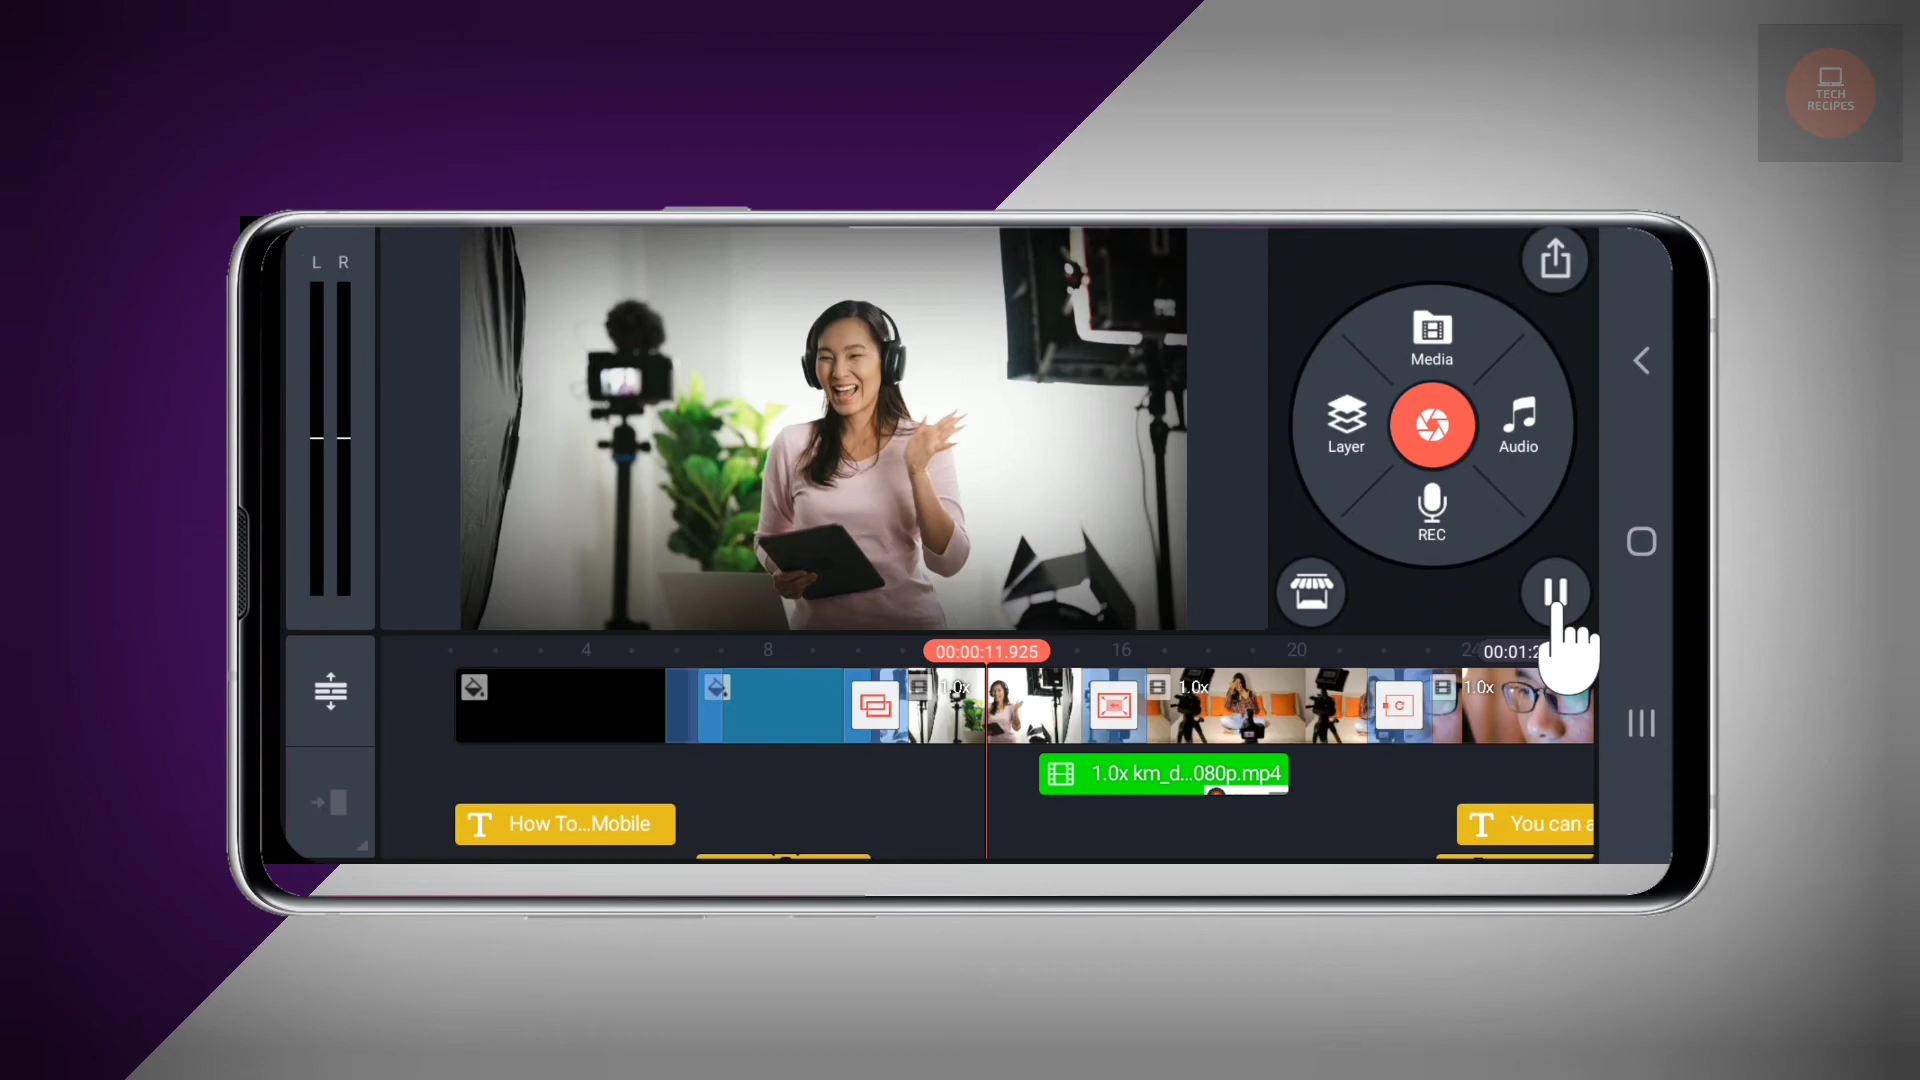 TECH
RECIPES
L R
Media
Layer
Audio
REC
4 8 00:00:11.925 16 20 24 00:01:2
1.0x 1.0x 1.0x
1.0x km_d...080p.mp4
How To...Mobile
You can a